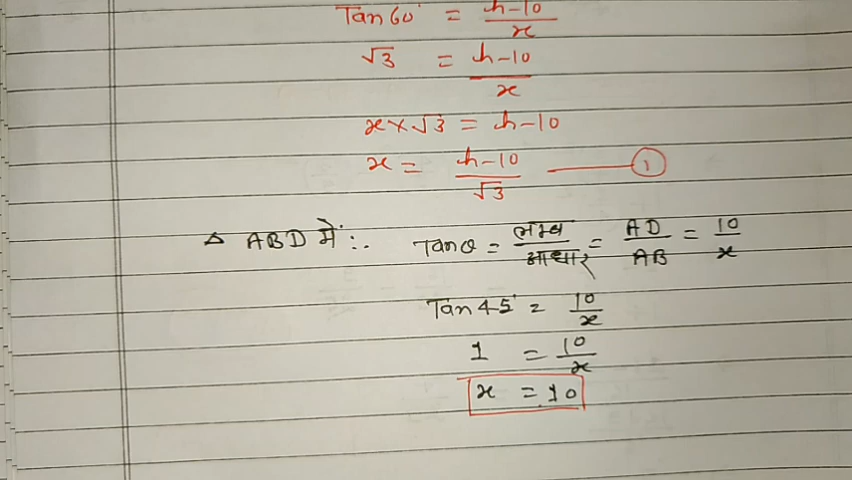 Tan 60° = h-10/x
√3 = h-10/x
x×√3 = h-10
x = h-10/√3 ——— ①
△ ABD में:. Tanθ = लम्ब/आधार = AD/AB = 10/x
Tan 45° = 10/x
1 = 10/x
x = 10